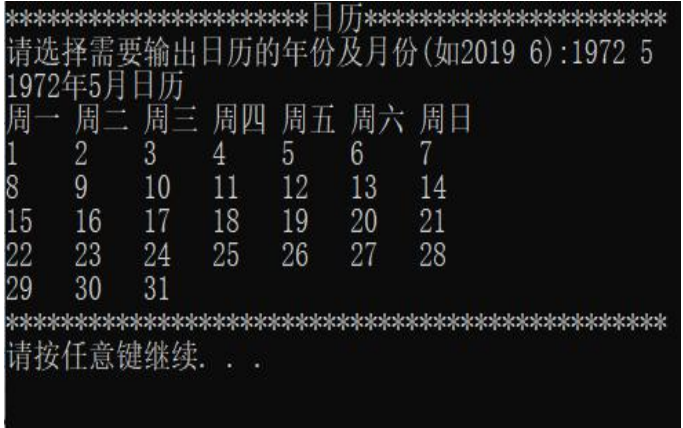 **********************日历**********************
请选择需要输出日历的年份及月份(如2019 6):1972 5
1972年5月日历
周一 周二 周三 周四 周五 周六 周日
1 2 3 4 5 6 7
8 9 10 11 12 13 14
15 16 17 18 19 20 21
22 23 24 25 26 27 28
29 30 31
************************************************
请按任意键继续. . .